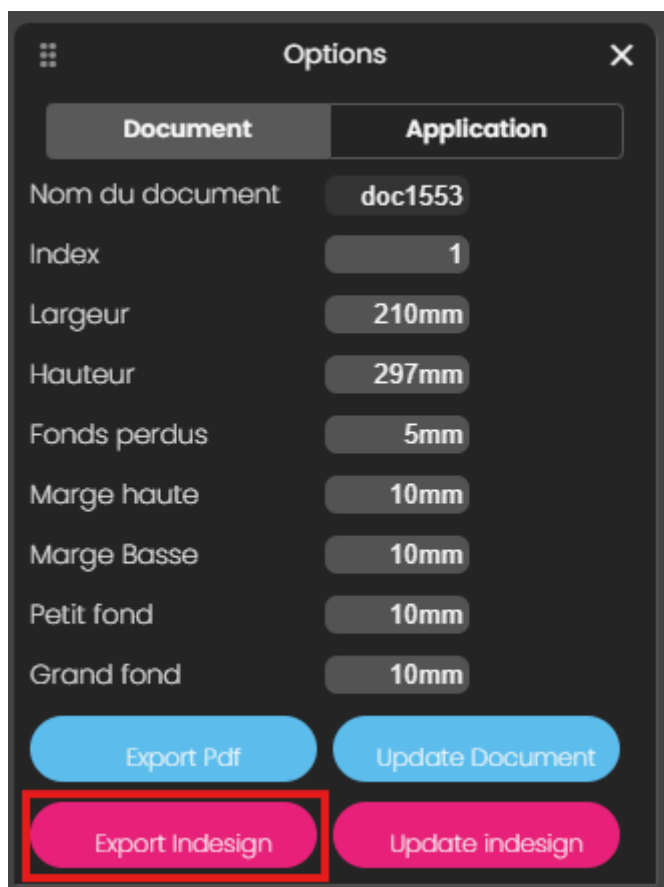 Options
Document Application
Nom du document doc1553
Index 1
Largeur 210mm
Hauteur 297mm
Fonds perdus 5mm
Marge haute 10mm
Marge Basse 10mm
Petit fond 10mm
Grand fond 10mm
Export Pdf Update Document
Export Indesign Update indesign